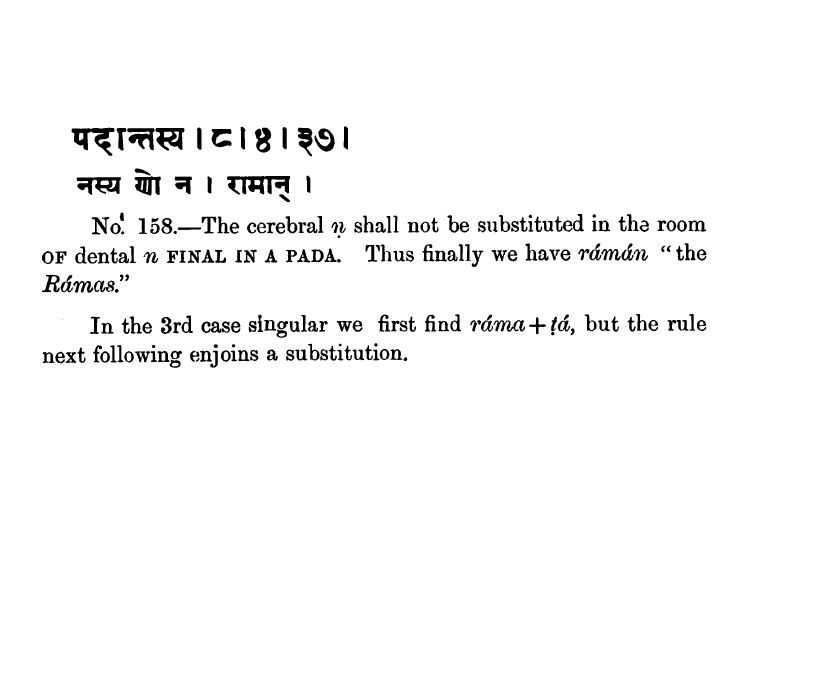 पदान्तस्य । ८ । ४ । ३७ ।
नस्य णो न । रामान् ।
No. 158.—The cerebral ṇ shall not be substituted in the room
OF dental n FINAL IN A PADA. Thus finally we have rámán “the
Rámas.”
In the 3rd case singular we first find ráma+ṭá, but the rule
next following enjoins a substitution.